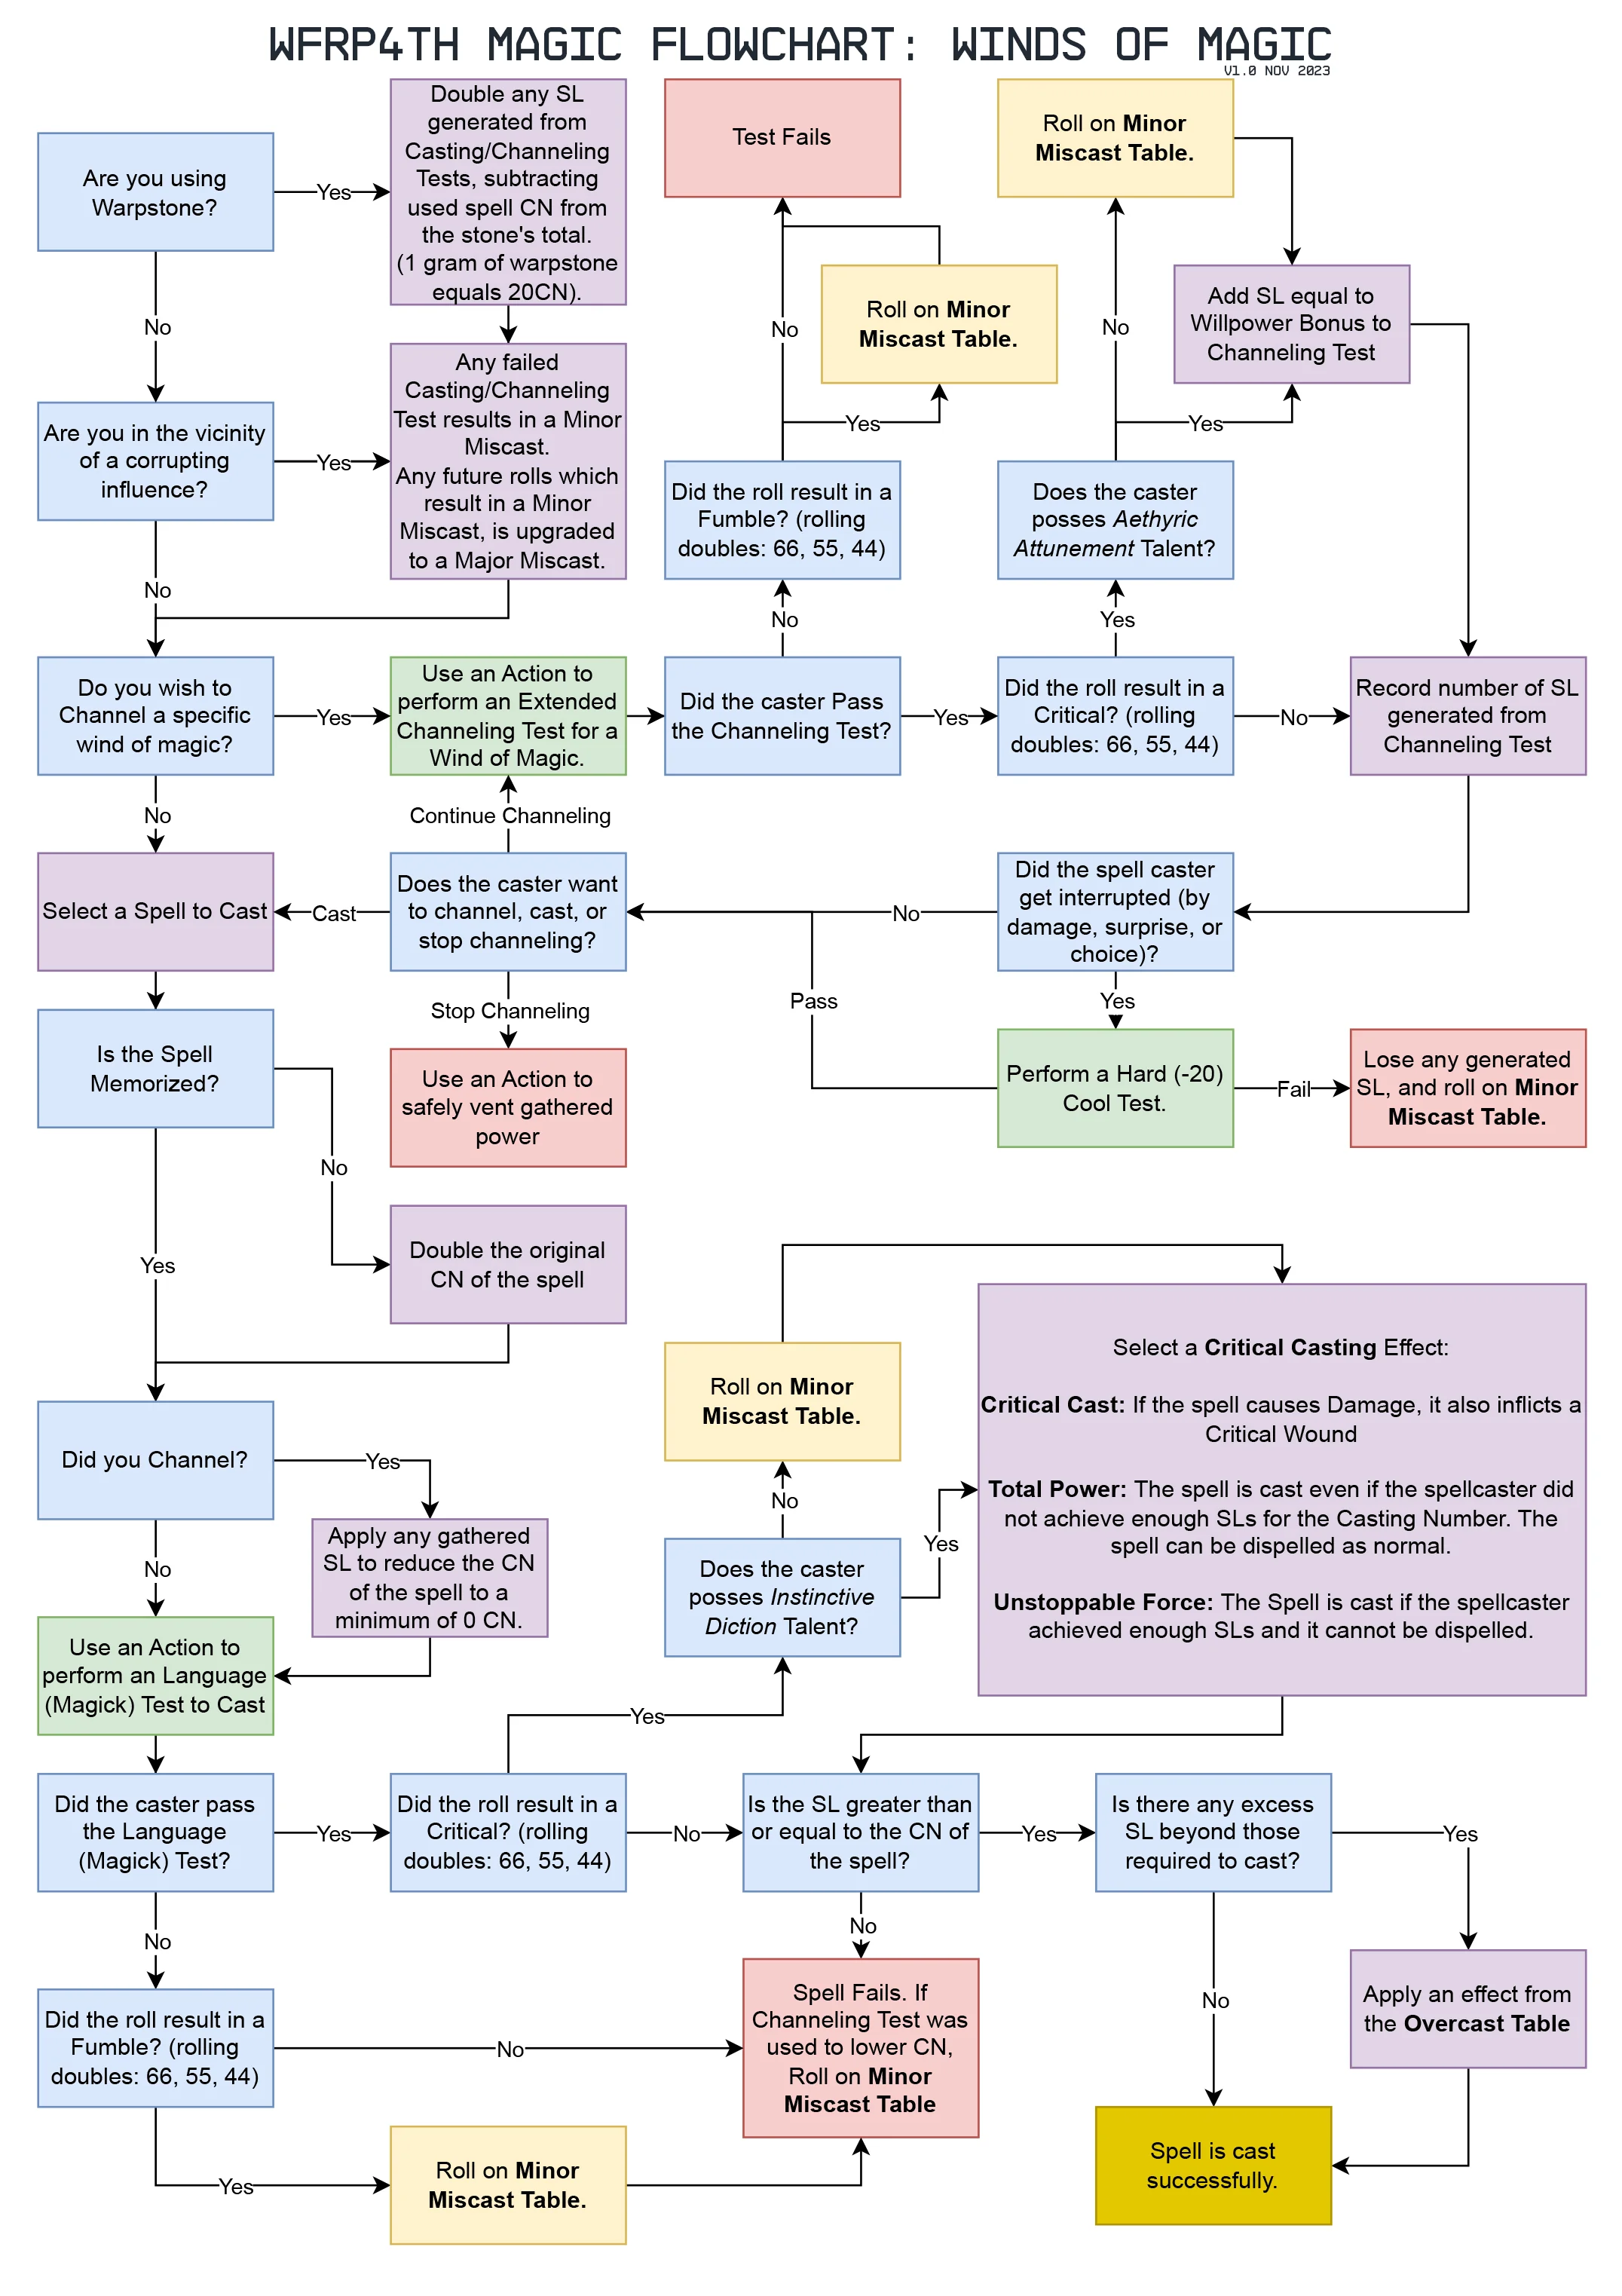 WFRP4TH MAGIC FLOWCHART: WINDS OF MAGIC
V1.0 NOV 2023
Are you using
Warpstone?
Yes
Double any SL
generated from
Casting/Channeling
Tests, subtracting
used spell CN from
the stone's total.
(1 gram of warpstone
equals 20CN).
No
Are you in the vicinity
of a corrupting
influence?
Yes
Any failed
Casting/Channeling
Test results in a Minor
Miscast.
Any future rolls which
result in a Minor
Miscast, is upgraded
to a Major Miscast.
No
Test Fails
No
Roll on Minor
Miscast Table.
Yes
Did the roll result in a
Fumble? (rolling
doubles: 66, 55, 44)
No
Roll on Minor
Miscast Table.
No
Add SL equal to
Willpower Bonus to
Channeling Test
Yes
Does the caster
posses Aethyric
Attunement Talent?
Yes
Do you wish to
Channel a specific
wind of magic?
Yes
Use an Action to
perform an Extended
Channeling Test for a
Wind of Magic.
Did the caster Pass
the Channeling Test?
Yes
Did the roll result in a
Critical? (rolling
doubles: 66, 55, 44)
No
Record number of SL
generated from
Channeling Test
No
Continue Channeling
Select a Spell to Cast
Cast
Does the caster want
to channel, cast, or
stop channeling?
No
Did the spell caster
get interrupted (by
damage, surprise, or
choice)?
Stop Channeling
Pass
Yes
Is the Spell
Memorized?
Use an Action to
safely vent gathered
power
Perform a Hard (-20)
Cool Test.
Fail
Lose any generated
SL, and roll on Minor
Miscast Table.
No
Yes
Double the original
CN of the spell
Did you Channel?
Yes
No
Apply any gathered
SL to reduce the CN
of the spell to a
minimum of 0 CN.
Use an Action to
perform an Language
(Magick) Test to Cast
Roll on Minor
Miscast Table.
No
Does the caster
posses Instinctive
Diction Talent?
Yes
Select a Critical Casting Effect:
Critical Cast: If the spell causes Damage, it also inflicts a
Critical Wound
Total Power: The spell is cast even if the spellcaster did
not achieve enough SLs for the Casting Number. The
spell can be dispelled as normal.
Unstoppable Force: The Spell is cast if the spellcaster
achieved enough SLs and it cannot be dispelled.
Yes
Did the caster pass
the Language
(Magick) Test?
Yes
Did the roll result in a
Critical? (rolling
doubles: 66, 55, 44)
No
Is the SL greater than
or equal to the CN of
the spell?
Yes
Is there any excess
SL beyond those
required to cast?
Yes
No
No
No
Did the roll result in a
Fumble? (rolling
doubles: 66, 55, 44)
No
Spell Fails. If
Channeling Test was
used to lower CN,
Roll on Minor
Miscast Table
Apply an effect from
the Overcast Table
Yes
Roll on Minor
Miscast Table.
Spell is cast
successfully.